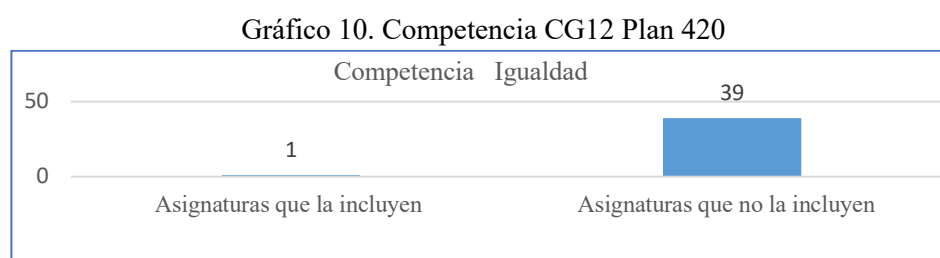 Gráfico 10. Competencia CG12 Plan 420
Competencia Igualdad
50
39
1
0
Asignaturas que la incluyen Asignaturas que no la incluyen